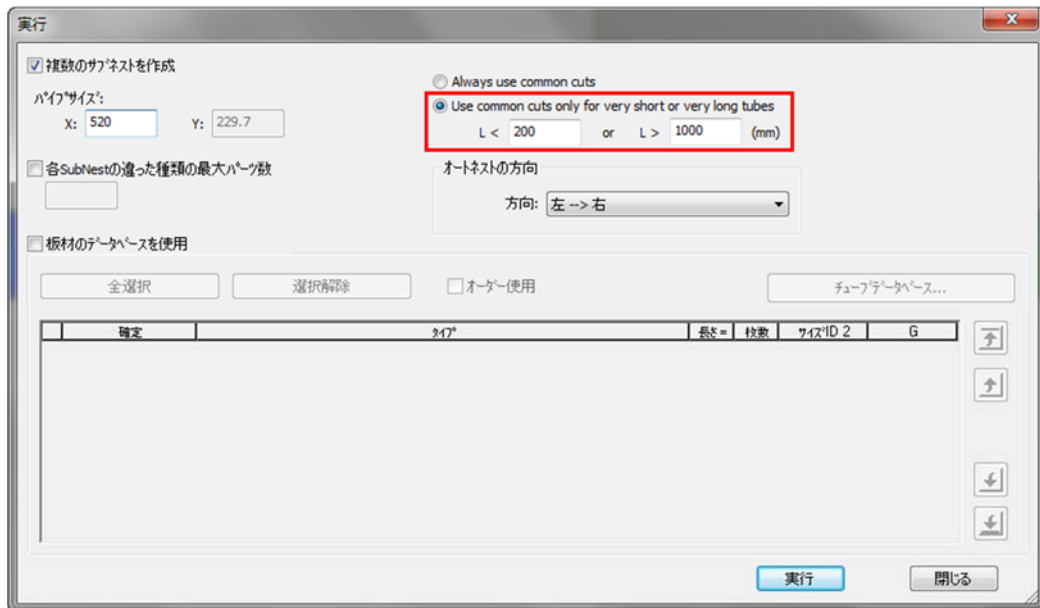 実行
複数のサブネストを作成
パイプサイズ:
X: 520 Y: 229.7
Always use common cuts
Use common cuts only for very short or very long tubes
L < 200 or L > 1000 (mm)
各SubNestの違った種類の最大パーツ数
オートネストの方向
方向: 左 --> 右
板材のデータベースを使用
全選択 選択解除 オーダー使用 チューブデータベース...
確定 タイプ 長さ = 枚数 サイズID 2 G
実行 閉じる